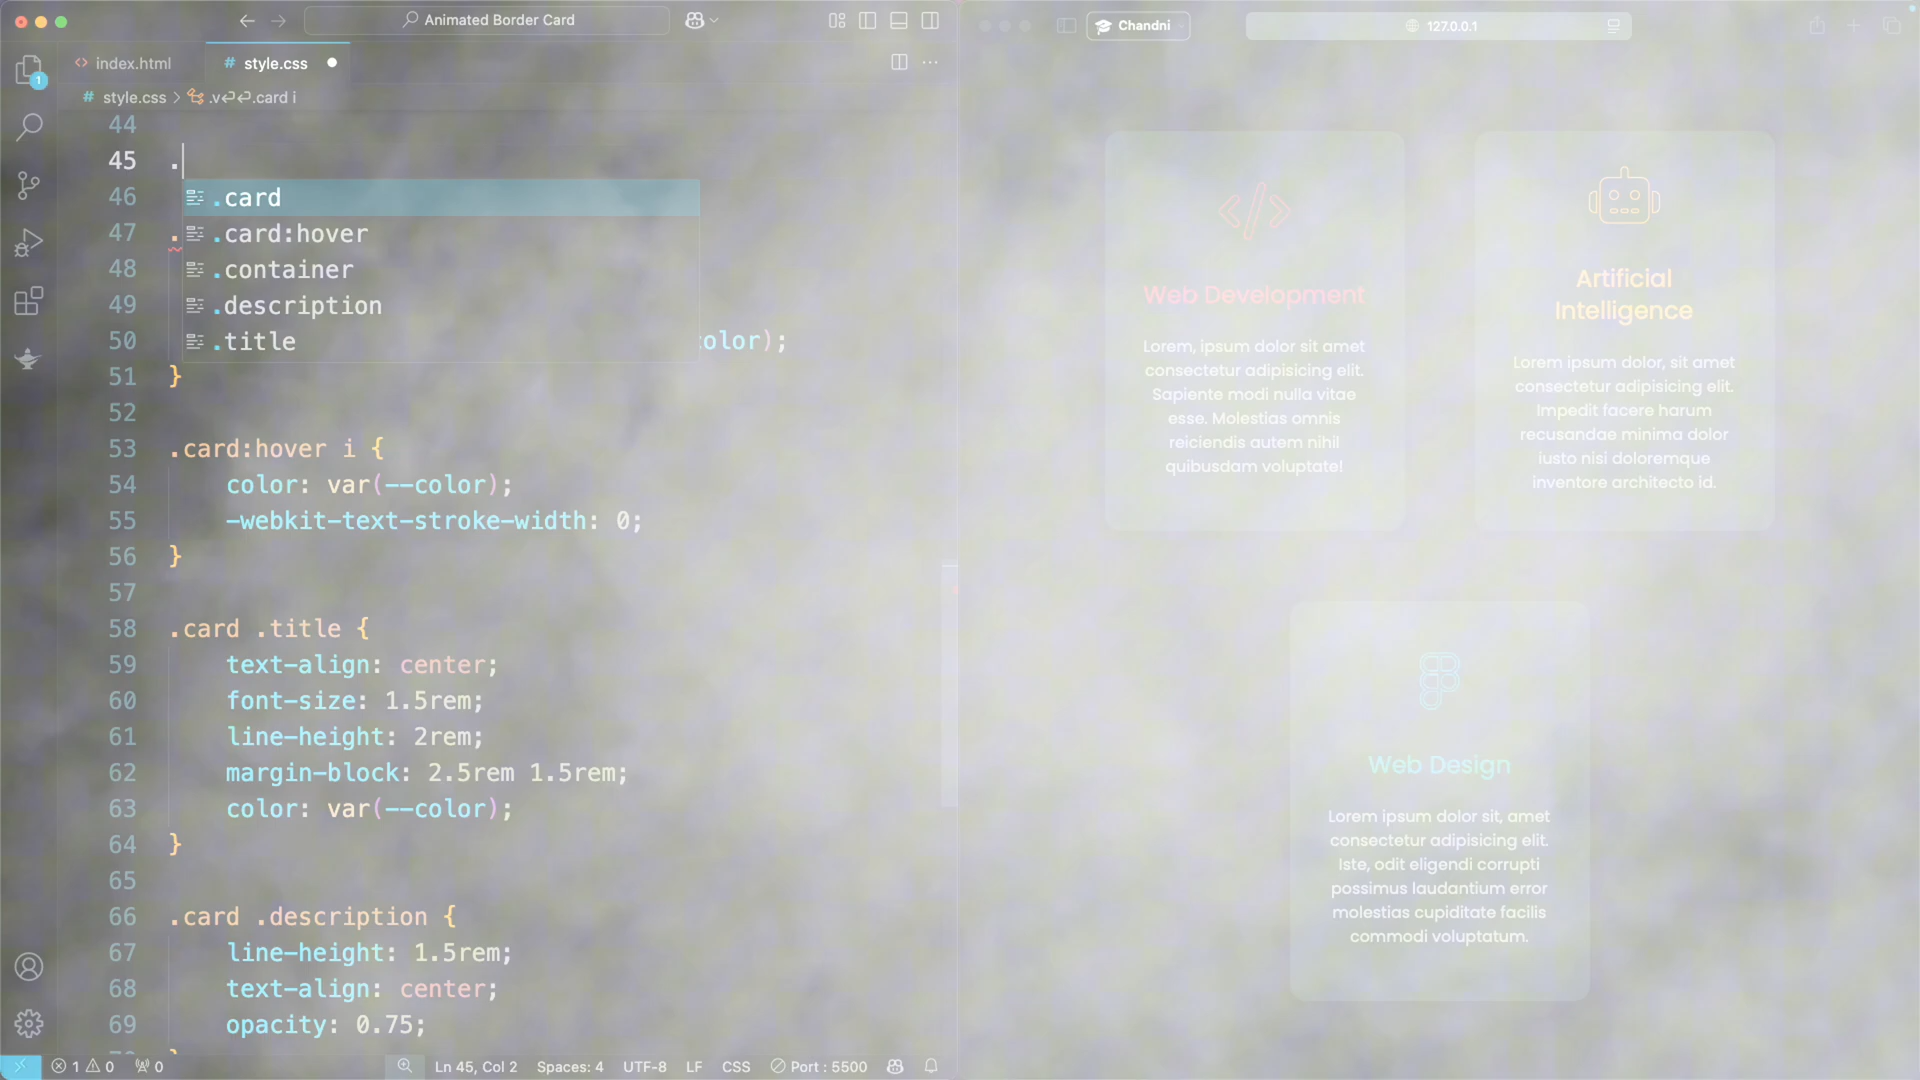 Animated Border Card
index.html
style.css
1
style.css > .v↩↩.card i
44
45 .
46
47 .
48
49
50 olor);
51 }
52
53 .card:hover i {
54 color: var(--color);
55 -webkit-text-stroke-width: 0;
56 }
57
58 .card .title {
59 text-align: center;
60 font-size: 1.5rem;
61 line-height: 2rem;
62 margin-block: 2.5rem 1.5rem;
63 color: var(--color);
64 }
65
66 .card .description {
67 line-height: 1.5rem;
68 text-align: center;
69 opacity: 0.75;
.card
.card:hover
.container
.description
.title
1 0 0
Ln 45, Col 2 Spaces: 4 UTF-8 LF CSS Port : 5500
Chandni
127.0.0.1
Web Development
Lorem, ipsum dolor sit amet
consectetur adipisicing elit.
Sapiente modi nulla vitae
esse. Molestias omnis
reiciendis autem nihil
quibusdam voluptate!
Artificial
Intelligence
Lorem ipsum dolor, sit amet
consectetur adipisicing elit.
Impedit facere harum
recusandae minima dolor
iusto nisi doloremque
inventore architecto id.
Web Design
Lorem ipsum dolor sit, amet
consectetur adipisicing elit.
Iste, odit eligendi corrupti
possimus laudantium error
molestias cupiditate facilis
commodi voluptatum.